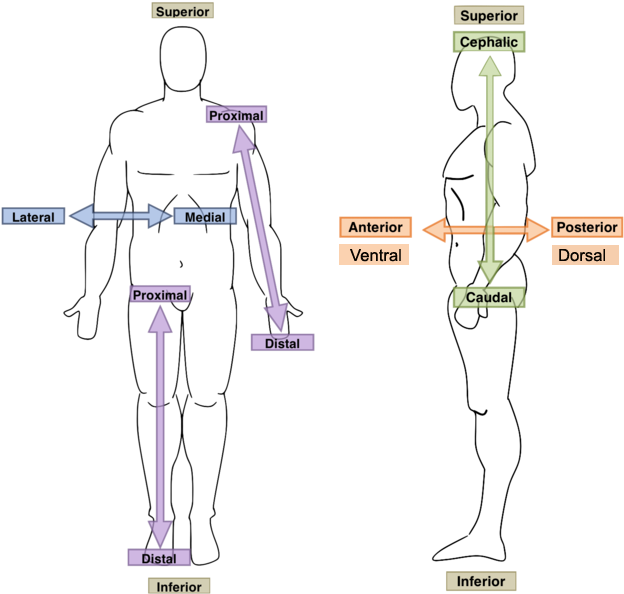 Superior
Proximal
Lateral
Medial
Proximal
Distal
Distal
Inferior
Superior
Cephalic
Anterior
Posterior
Ventral
Dorsal
Caudal
Inferior